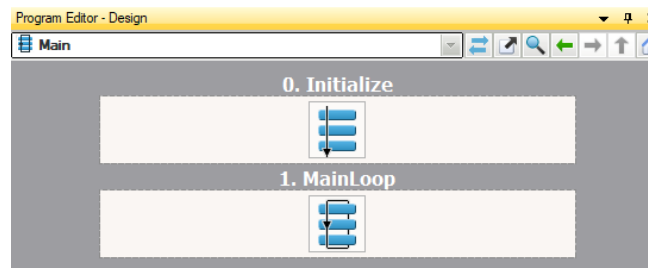 Program Editor - Design
Main
0. Initialize
1. MainLoop